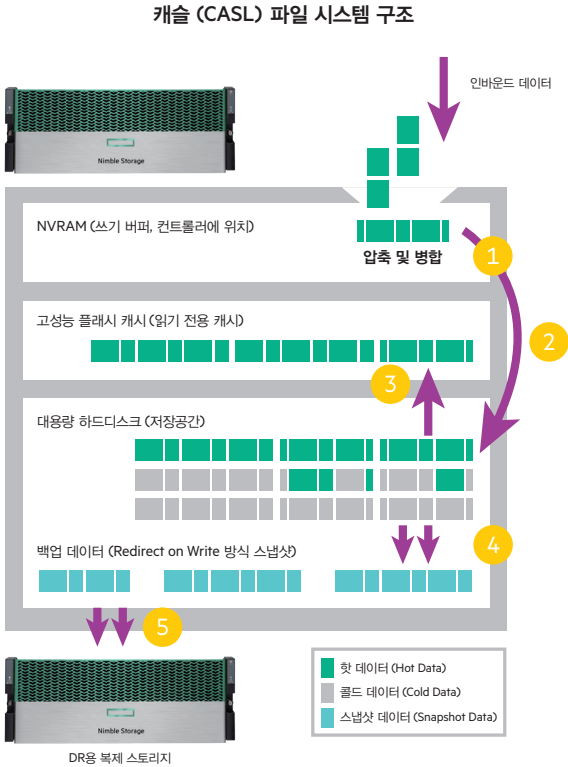 캐슬 (CASL) 파일 시스템 구조
인바운드 데이터
Nimble Storage
NVRAM (쓰기 버퍼, 컨트롤러에 위치)
압축 및 병합
1
2
고성능 플래시 캐시 (읽기 전용 캐시)
3
대용량 하드디스크 (저장공간)
백업 데이터 (Redirect on Write 방식 스냅샷)
4
5
핫 데이터 (Hot Data)
콜드 데이터 (Cold Data)
스냅샷 데이터 (Snapshot Data)
Nimble Storage
DR용 복제 스토리지